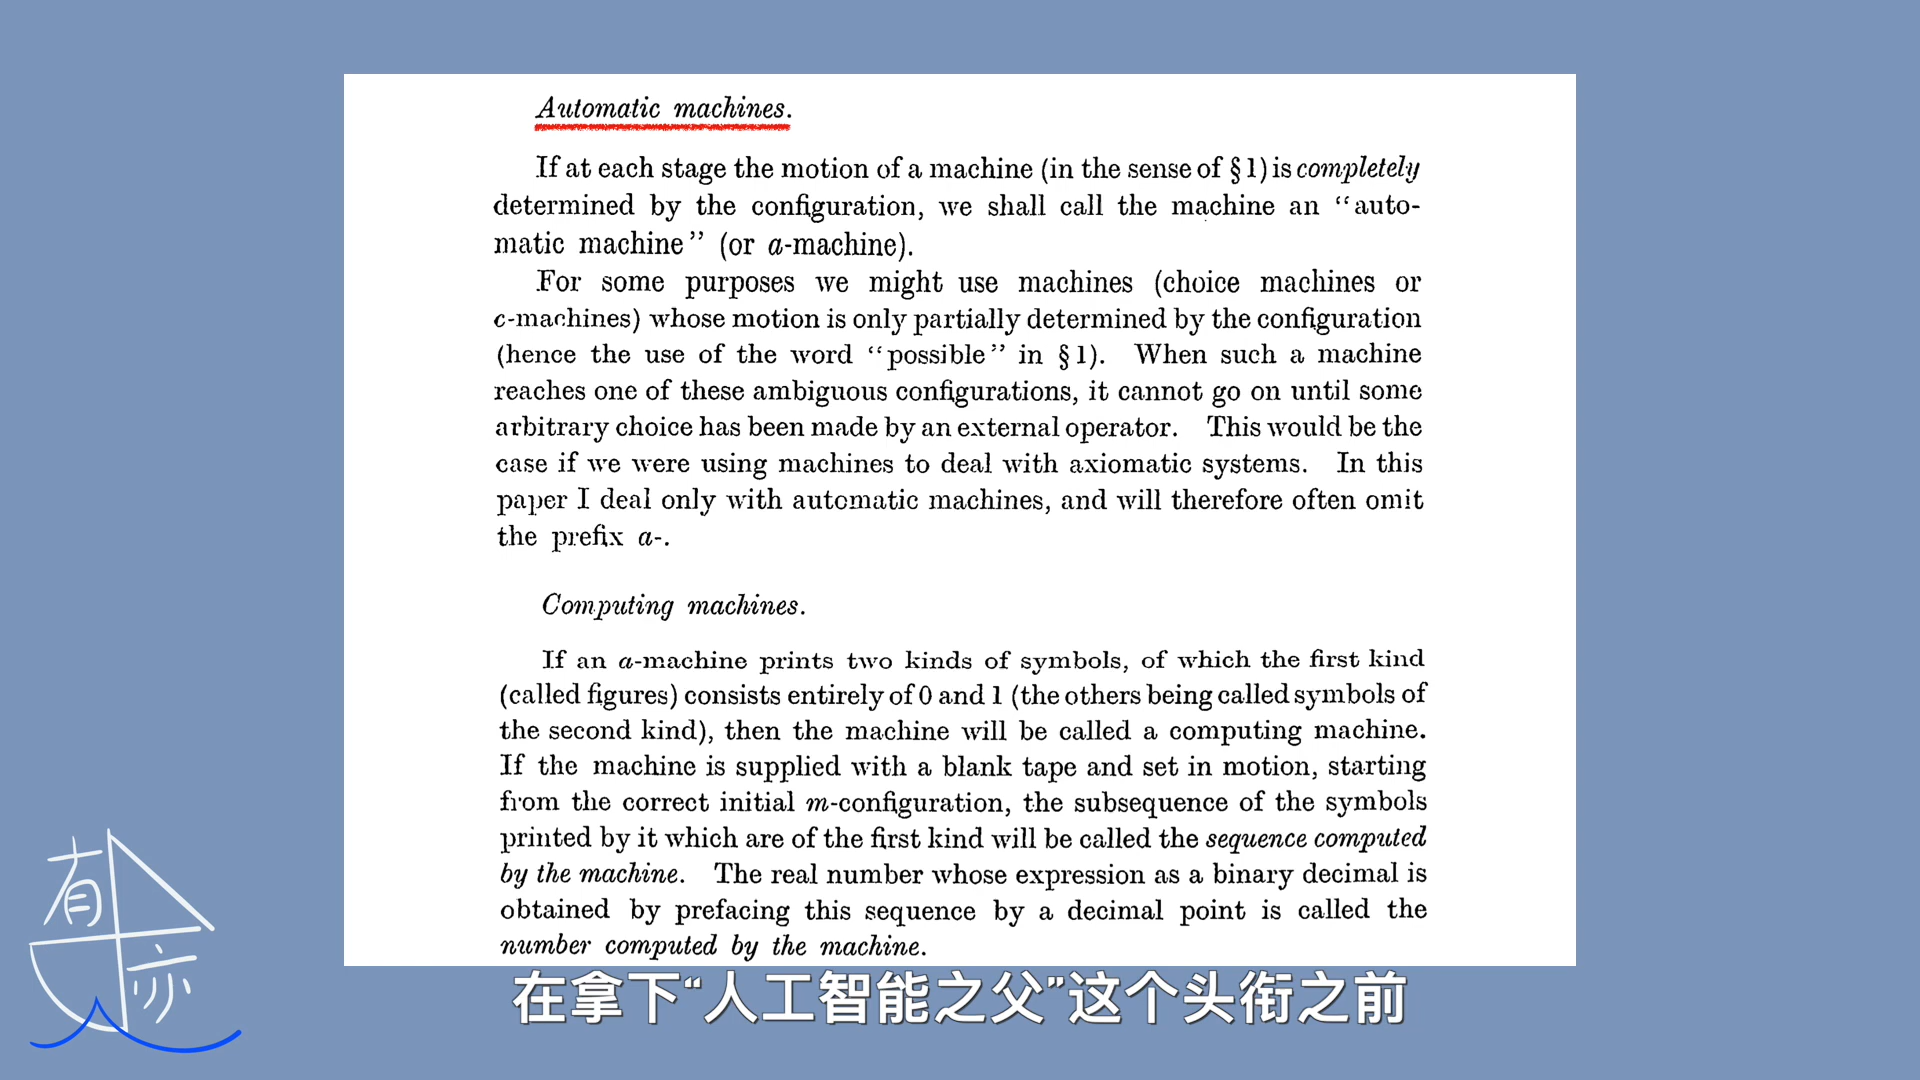 Automatic machines.
If at each stage the motion of a machine (in the sense of § 1) is completely
determined by the configuration, we shall call the machine an “auto-
matic machine” (or a-machine).
For some purposes we might use machines (choice machines or
c-machines) whose motion is only partially determined by the configuration
(hence the use of the word “possible” in § 1). When such a machine
reaches one of these ambiguous configurations, it cannot go on until some
arbitrary choice has been made by an external operator. This would be the
case if we were using machines to deal with axiomatic systems. In this
paper I deal only with automatic machines, and will therefore often omit
the prefix a-.
Computing machines.
If an a-machine prints two kinds of symbols, of which the first kind
(called figures) consists entirely of 0 and 1 (the others being called symbols of
the second kind), then the machine will be called a computing machine.
If the machine is supplied with a blank tape and set in motion, starting
from the correct initial m-configuration, the subsequence of the symbols
printed by it which are of the first kind will be called the sequence computed
by the machine. The real number whose expression as a binary decimal is
obtained by prefacing this sequence by a decimal point is called the
number computed by the machine.
有
亦
在拿下“人工智能之父”这个头衔之前